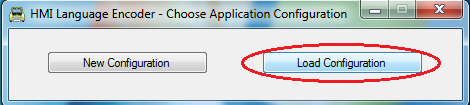 HMI Language Encoder - Choose Application Configuration
New Configuration
Load Configuration